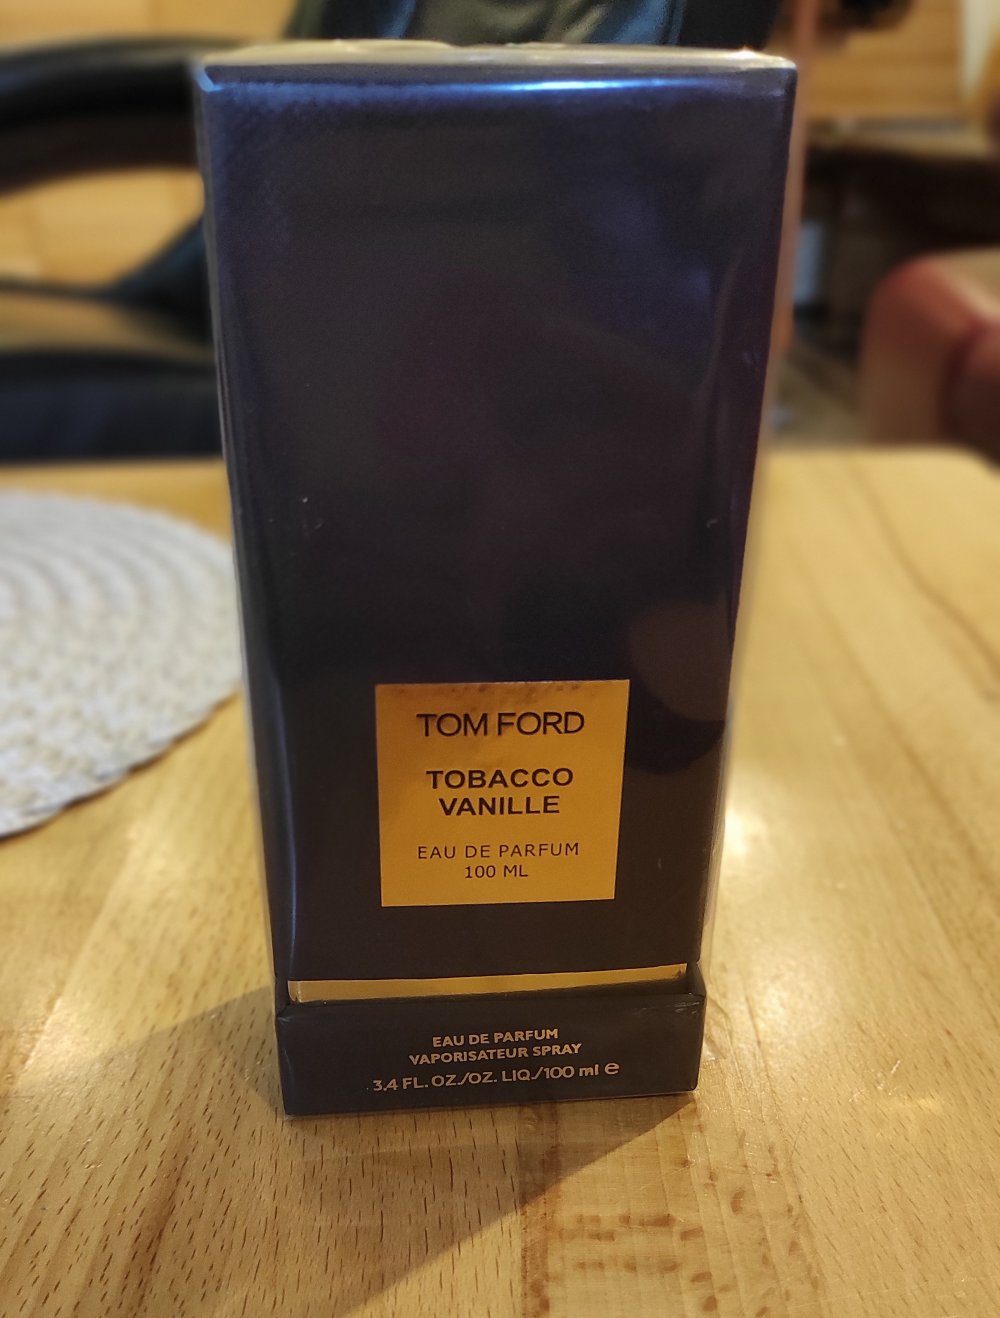 TOM FORD
TOBACCO
VANILLE
EAU DE PARFUM
100 ML
EAU DE PARFUM
VAPORISATEUR SPRAY
3.4 FL. OZ./OZ. LIQ./100 ml e